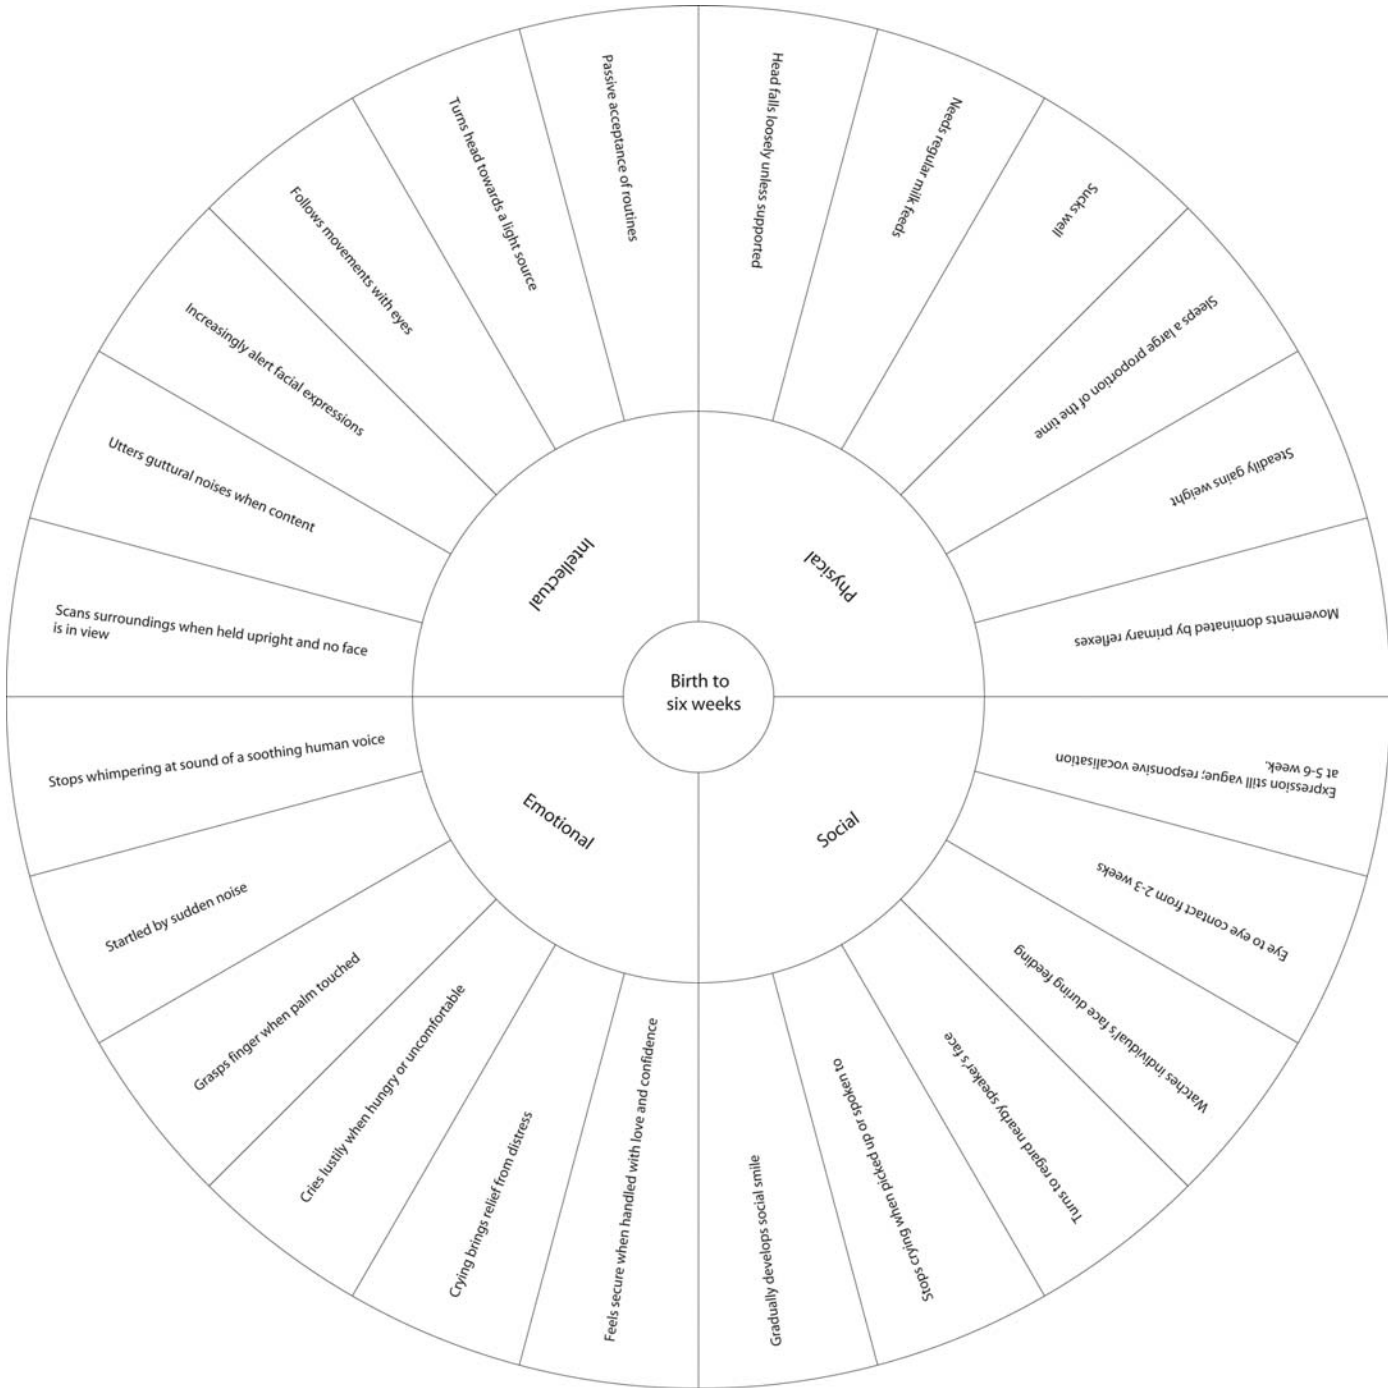 Birth to
six weeks
Physical
Head falls loosely unless supported
Needs regular milk feeds
Sucks well
Sleeps a large proportion of the time
Steadily gains weight
Movements dominated by primary reflexes
Social
Expression still vague; responsive vocalisation
at 5-6 week.
Eye to eye contact from 2-3 weeks
Watches individual's face during feeding
Turns to regard nearby speaker's face
Stops crying when picked up or spoken to
Gradually develops social smile
Emotional
Feels secure when handled with love and confidence
Crying brings relief from distress
Cries lustily when hungry or uncomfortable
Grasps finger when palm touched
Startled by sudden noise
Stops whimpering at sound of a soothing human voice
Intellectual
Scans surroundings when held upright and no face
is in view
Utters guttural noises when content
Increasingly alert facial expressions
Follows movements with eyes
Turns head towards a light source
Passive acceptance of routines